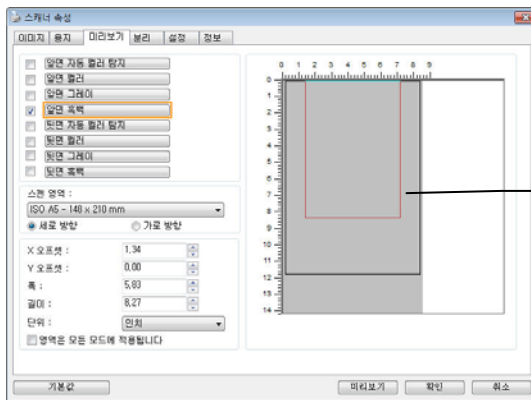 스캐너 속성
이미지 용지 미리보기 분리 설정 정보
앞면 자동 컬러 탐지
앞면 컬러
앞면 그레이
앞면 흑백
뒷면 자동 컬러 탐지
뒷면 컬러
뒷면 그레이
뒷면 흑백
스캔 영역 :
ISO A5 - 148 x 210 mm
세로 방향 가로 방향
X 오프셋 : 1,34
Y 오프셋 : 0,00
폭 : 5,83
길이 : 8,27
단위 : 인치
영역은 모든 모드에 적용됩니다
0 1 2 3 4 5 6 7 8 9
0
1
2
3
4
5
6
7
8
9
10
11
12
13
14
기본값 미리보기 확인 취소